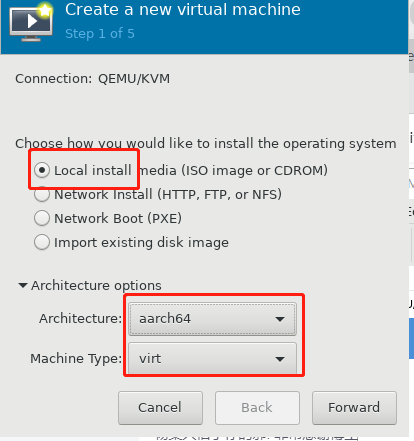 Create a new virtual machine
Step 1 of 5
Connection: QEMU/KVM
Choose how you would like to install the operating system
Local install media (ISO image or CDROM)
Network Install (HTTP, FTP, or NFS)
Network Boot (PXE)
Import existing disk image
Architecture options
Architecture: aarch64
Machine Type: virt
Cancel Back Forward